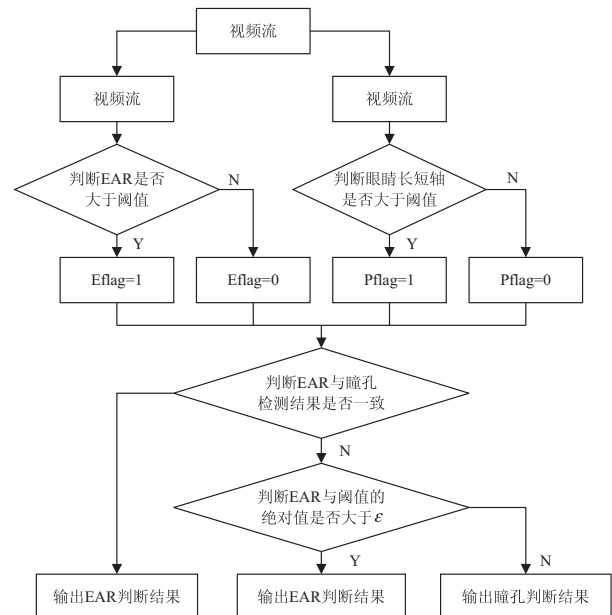 视频流
视频流
视频流
判断EAR是否
大于阈值
N
判断眼睛长短轴
是否大于阈值
N
Y
Y
Eflag=1
Eflag=0
Pflag=1
Pflag=0
判断EAR与瞳孔
检测结果是否一致
N
判断EAR与阈值的
绝对值是否大于ε
Y
N
输出EAR判断结果
输出EAR判断结果
输出瞳孔判断结果